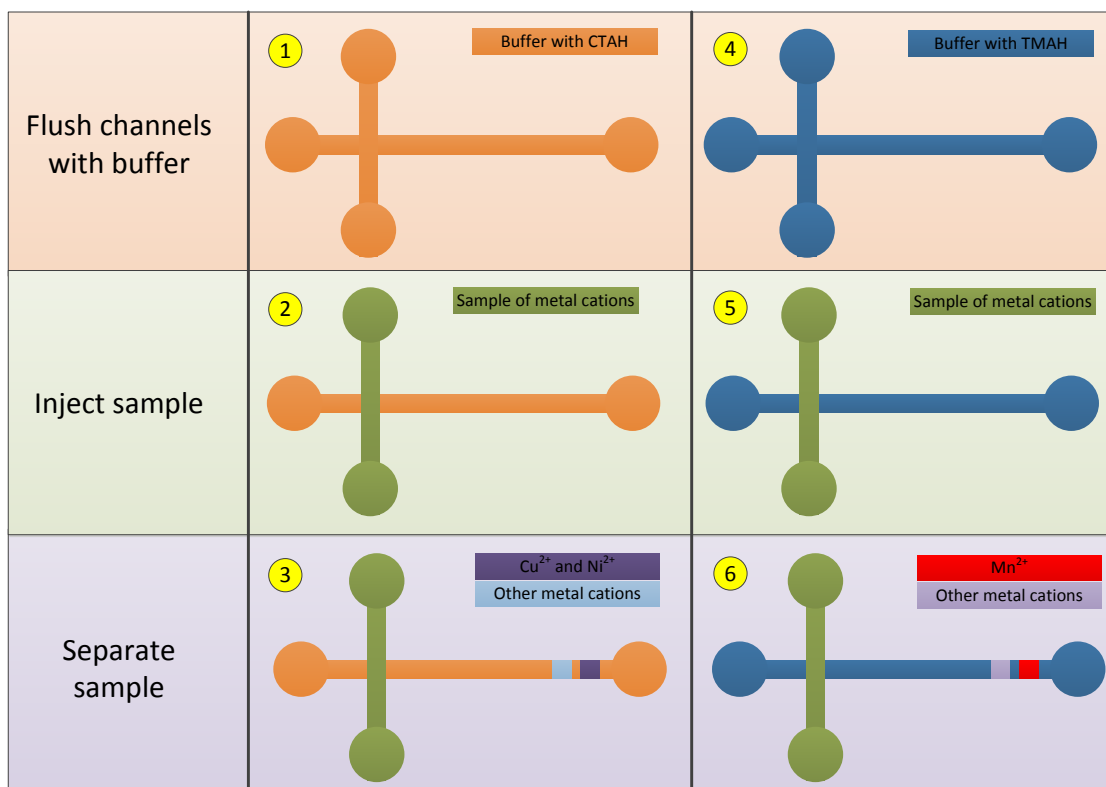 Flush channels
with buffer
1
Buffer with CTAH
4
Buffer with TMAH
Inject sample
2
Sample of metal cations
5
Sample of metal cations
Separate
sample
3
Cu²⁺ and Ni²⁺
Other metal cations
6
Mn²⁺
Other metal cations